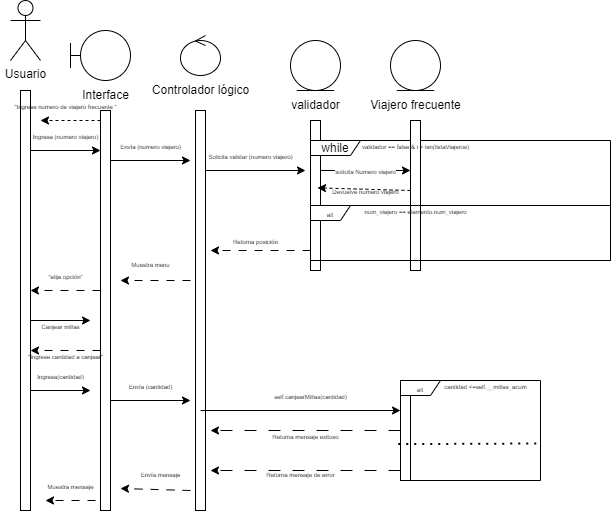 Usuario
Interface
Controlador lógico
validador
Viajero frecuente
"Ingrese numero de viajero frecuente "
Ingresa (numero viajero)
Envía (numero viajero)
Solicita validar (numero viajero)
while
validador == false & i < len(listaViajeros)
solicita Numero viajero
Devuelve numero viajero
alt
num_viajero == elemento.num_viajero
Retorna posición
Muestra menu
"elija opción"
Canjear millas
"Ingrese cantidad a canjear"
Ingresa(cantidad)
Envía (cantidad)
self.canjearMillas(cantidad)
alt
cantidad <=self.__millas_acum
Retorna mensaje exitoso
Retorna mensaje de error
Envía mensaje
Muestra mensaje